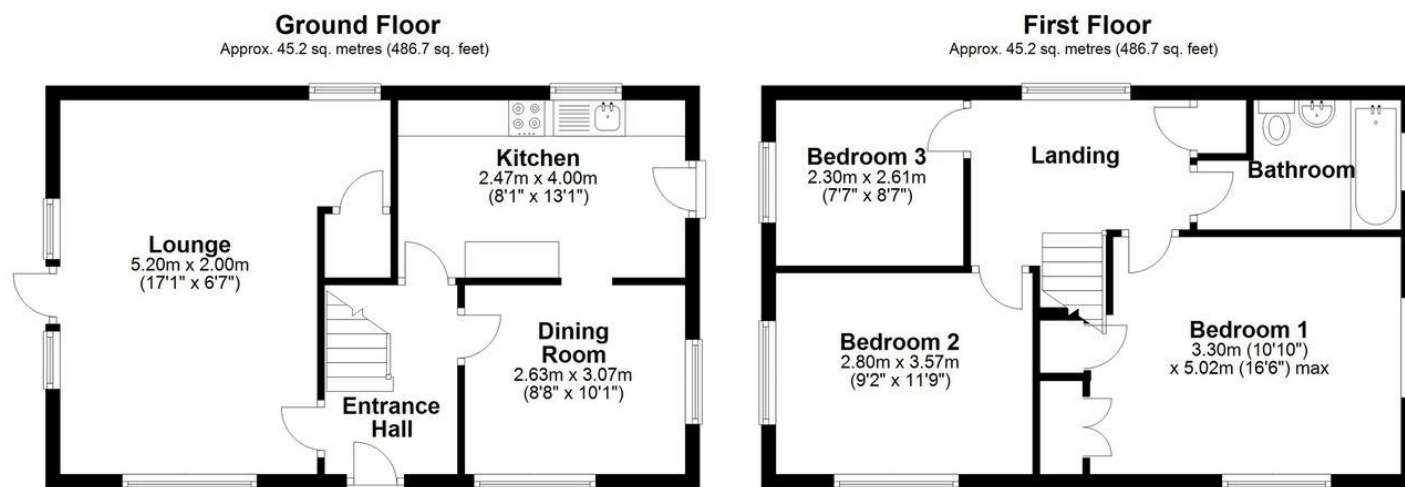 Ground Floor
Approx. 45.2 sq. metres (486.7 sq. feet)
Lounge
5.20m x 2.00m
(17'1" x 6'7")
Kitchen
2.47m x 4.00m
(8'1" x 13'1")
Dining
Room
2.63m x 3.07m
(8'8" x 10'1")
Entrance
Hall
First Floor
Approx. 45.2 sq. metres (486.7 sq. feet)
Bedroom 3
2.30m x 2.61m
(7'7" x 8'7")
Landing
Bathroom
Bedroom 2
2.80m x 3.57m
(9'2" x 11'9")
Bedroom 1
3.30m (10'10")
x 5.02m (16'6") max